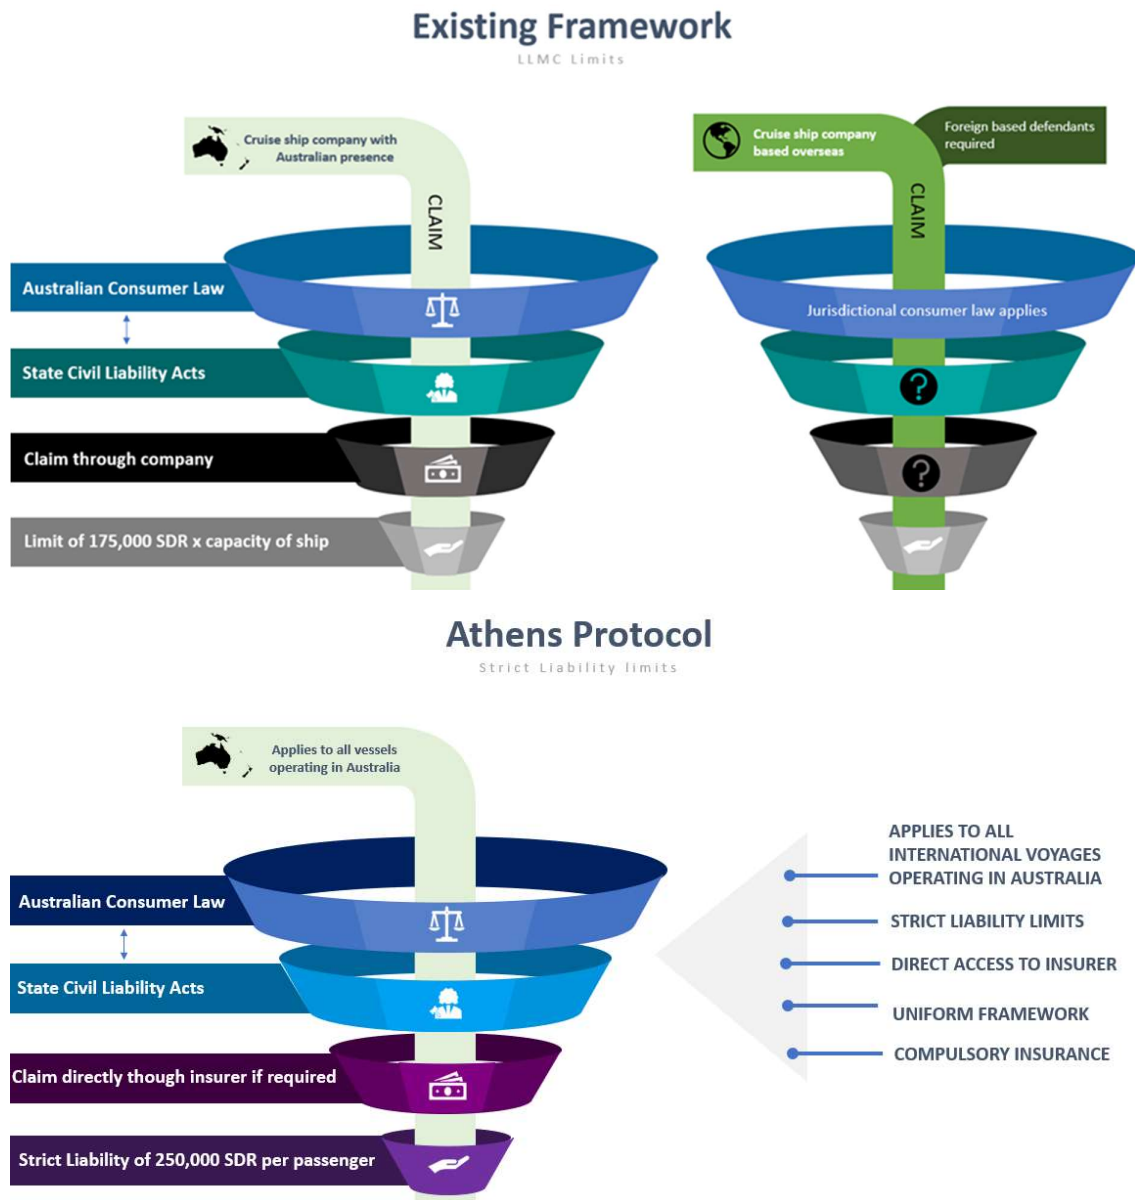 Existing Framework
LLMC Limits
Cruise ship company with
Australian presence
CLAIM
Cruise ship company
based overseas
Foreign based defendants
required
CLAIM
Australian Consumer Law
Jurisdictional consumer law applies
State Civil Liability Acts
?
Claim through company
?
Limit of 175,000 SDR x capacity of ship
Athens Protocol
Strict Liability limits
Applies to all vessels
operating in Australia
Australian Consumer Law
State Civil Liability Acts
Claim directly though insurer if required
Strict Liability of 250,000 SDR per passenger
APPLIES TO ALL
INTERNATIONAL VOYAGES
OPERATING IN AUSTRALIA
STRICT LIABILITY LIMITS
DIRECT ACCESS TO INSURER
UNIFORM FRAMEWORK
COMPULSORY INSURANCE